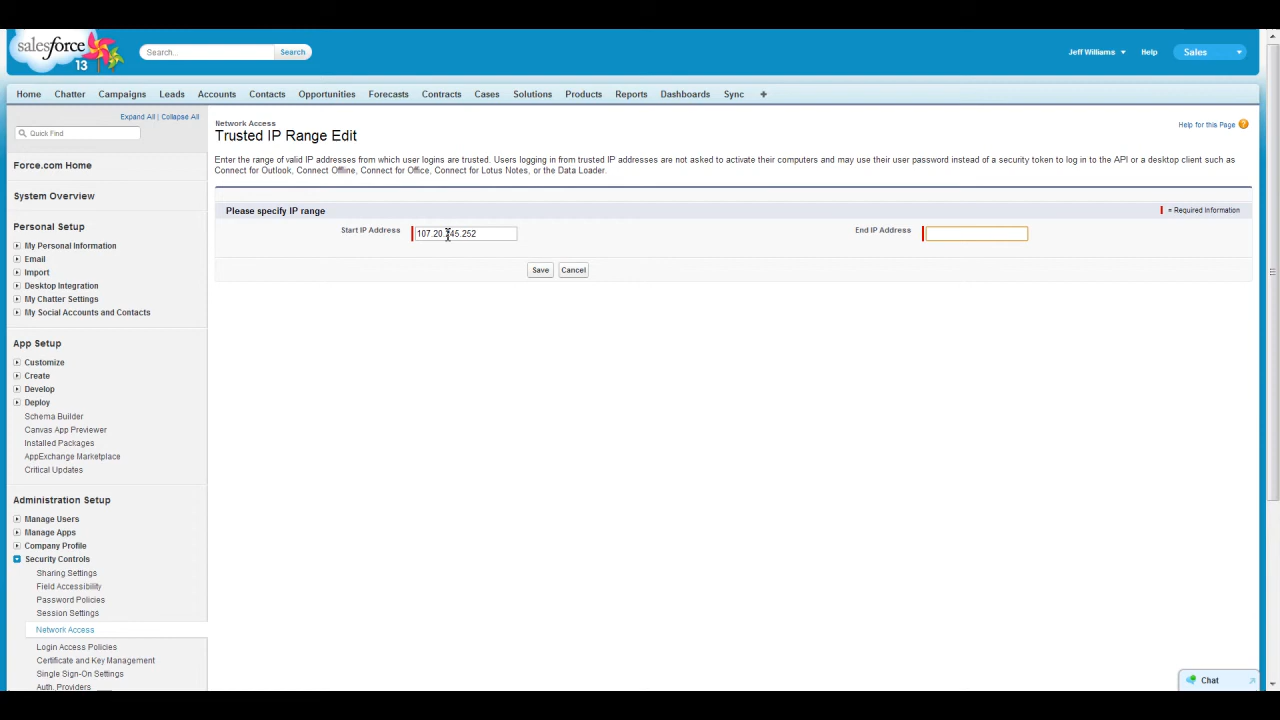 salesforce
13
Search...
Search
Jeff Williams
Help
Sales
Home
Chatter
Campaigns
Leads
Accounts
Contacts
Opportunities
Forecasts
Contracts
Cases
Solutions
Products
Reports
Dashboards
Sync
+
Expand All | Collapse All
Quick Find
Force.com Home
System Overview
Personal Setup
My Personal Information
Email
Import
Desktop Integration
My Chatter Settings
My Social Accounts and Contacts
App Setup
Customize
Create
Develop
Deploy
Schema Builder
Canvas App Previewer
Installed Packages
AppExchange Marketplace
Critical Updates
Administration Setup
Manage Users
Manage Apps
Company Profile
Security Controls
Sharing Settings
Field Accessibility
Password Policies
Session Settings
Network Access
Login Access Policies
Certificate and Key Management
Single Sign-On Settings
Auth. Providers
Network Access
Trusted IP Range Edit
Help for this Page ?
Enter the range of valid IP addresses from which user logins are trusted. Users logging in from trusted IP addresses are not asked to activate their computers and may use their user password instead of a security token to log in to the API or a desktop client such as
Connect for Outlook, Connect Offline, Connect for Office, Connect for Lotus Notes, or the Data Loader.
Please specify IP range
= Required Information
Start IP Address
End IP Address
Save
Cancel
Chat